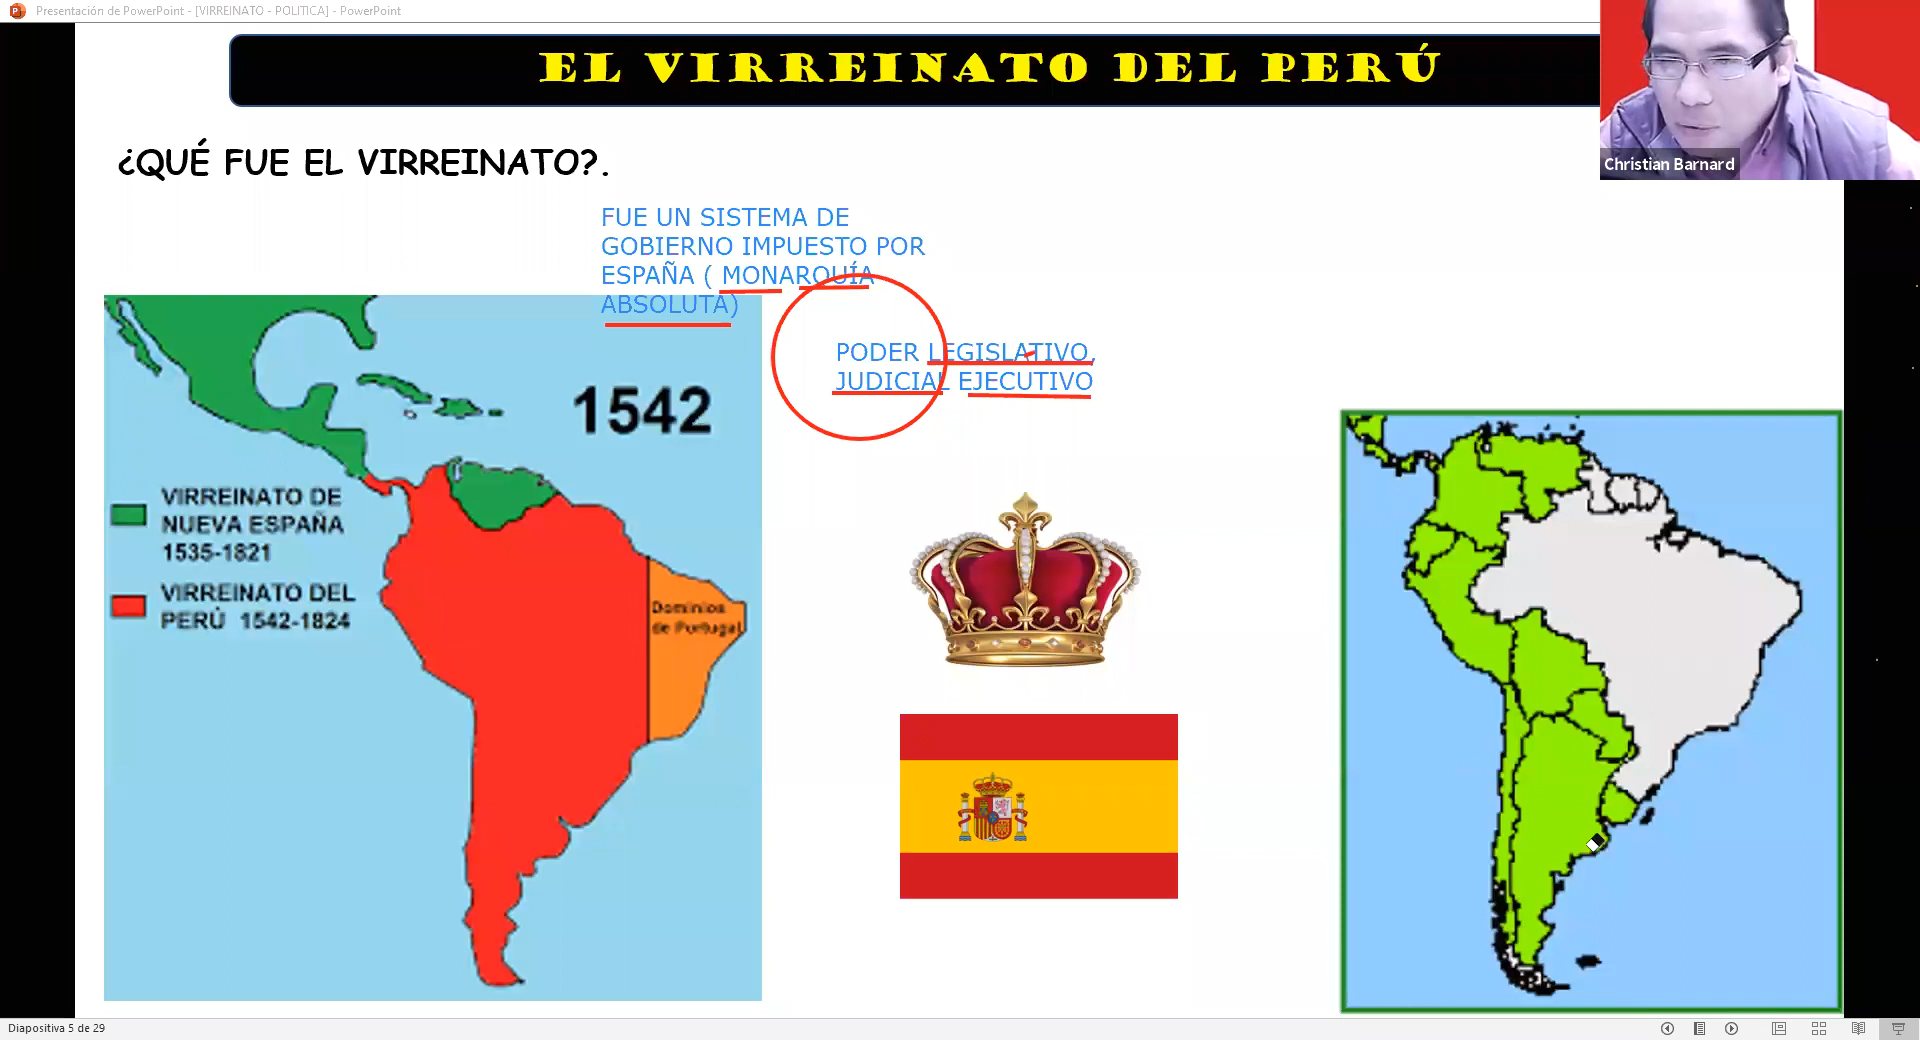 Presentación de PowerPoint - [VIRREINATO - POLITICA] - PowerPoint
EL VIRREINATO DEL PERÚ
Christian Barnard
¿QUÉ FUE EL VIRREINATO?.
FUE UN SISTEMA DE
GOBIERNO IMPUESTO POR
ESPAÑA ( MONARQUÍA
ABSOLUTA)
PODER LEGISLATIVO,
JUDICIAL EJECUTIVO
1542
VIRREINATO DE
NUEVA ESPAÑA
1535-1821
VIRREINATO DEL
PERÚ 1542-1824
Dominios
de Portugal
Diapositiva 5 de 29